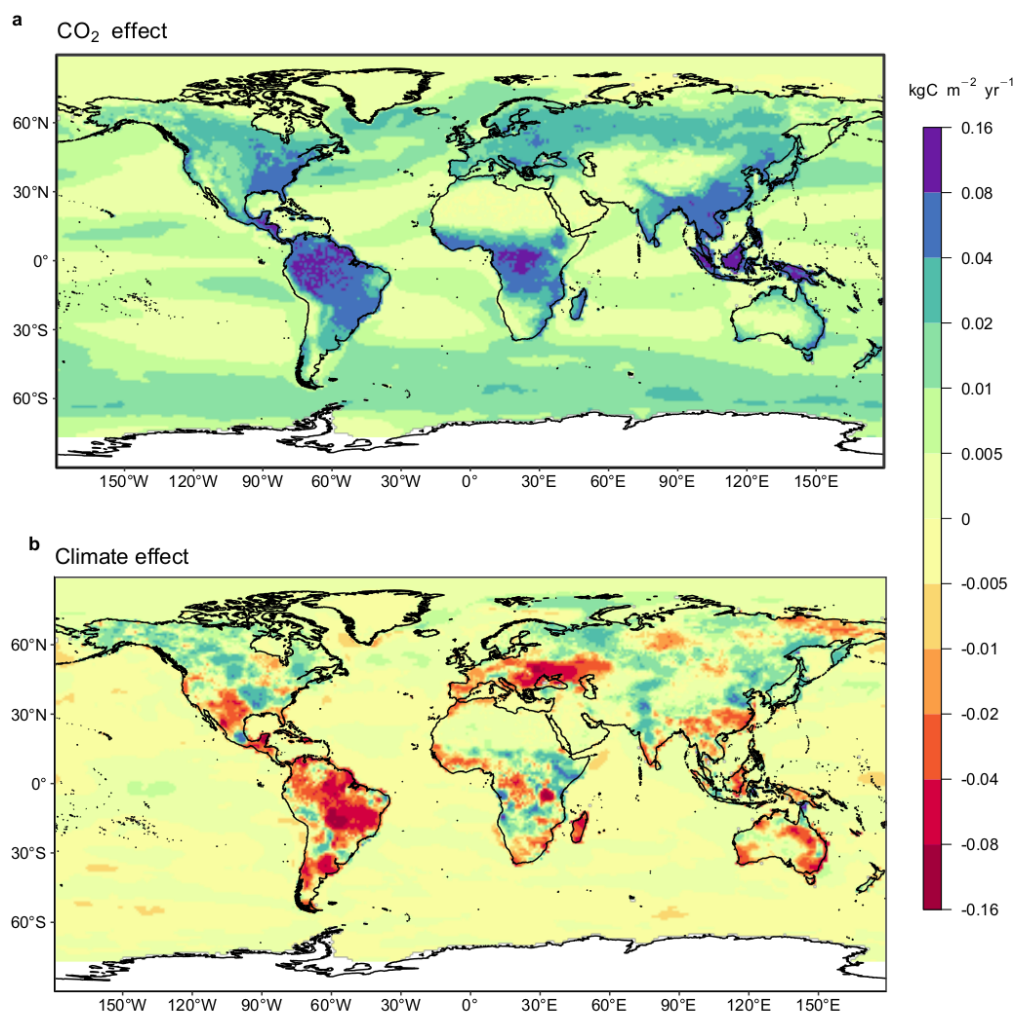 a
CO₂ effect
60°N
30°N
0°
30°S
60°S
150°W 120°W 90°W 60°W 30°W 0° 30°E 60°E 90°E 120°E 150°E
kgC m⁻² yr⁻¹
0.16
0.08
0.04
0.02
0.01
0.005
0
-0.005
-0.01
-0.02
-0.04
-0.08
-0.16
b
Climate effect
60°N
30°N
0°
30°S
60°S
150°W 120°W 90°W 60°W 30°W 0° 30°E 60°E 90°E 120°E 150°E